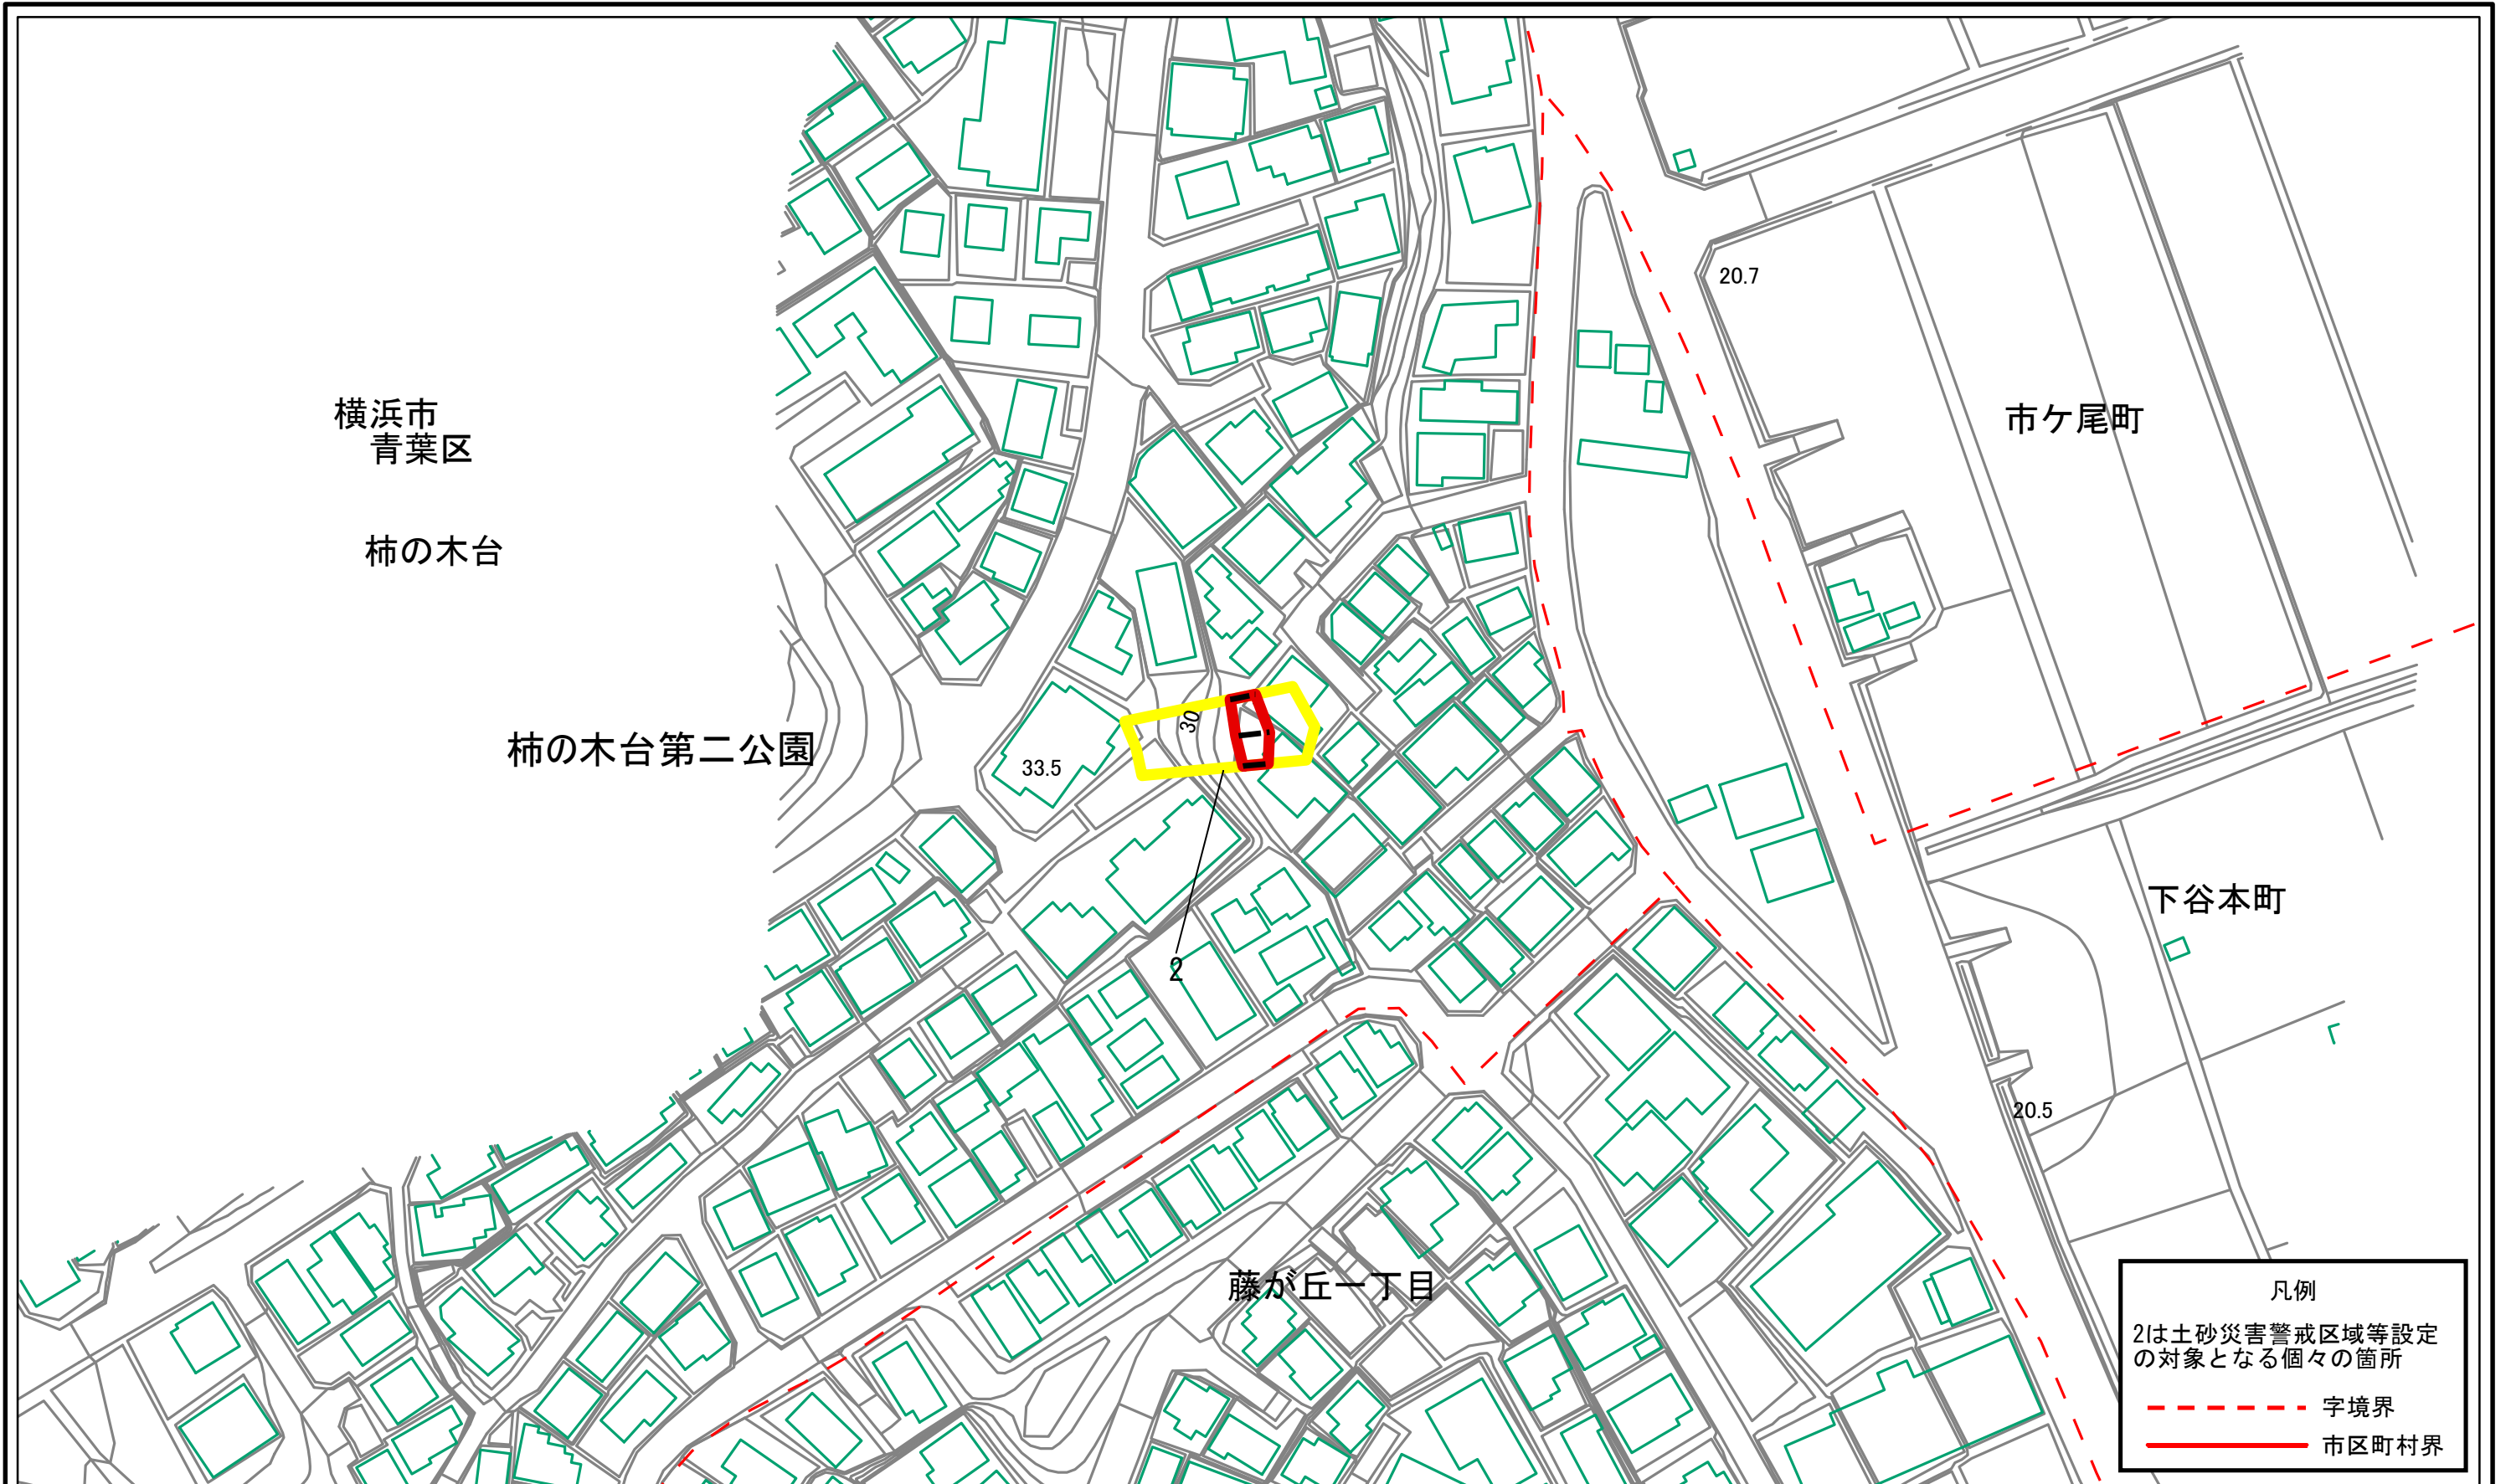 20.7
横浜市
青葉区
市ケ尾町
柿の木台
30
柿の木台第二公園
33.5
下谷本町
2
20.5
藤が丘一丁目
凡例
2は土砂災害警戒区域等設定
の対象となる個々の箇所
字境界
市区町村界